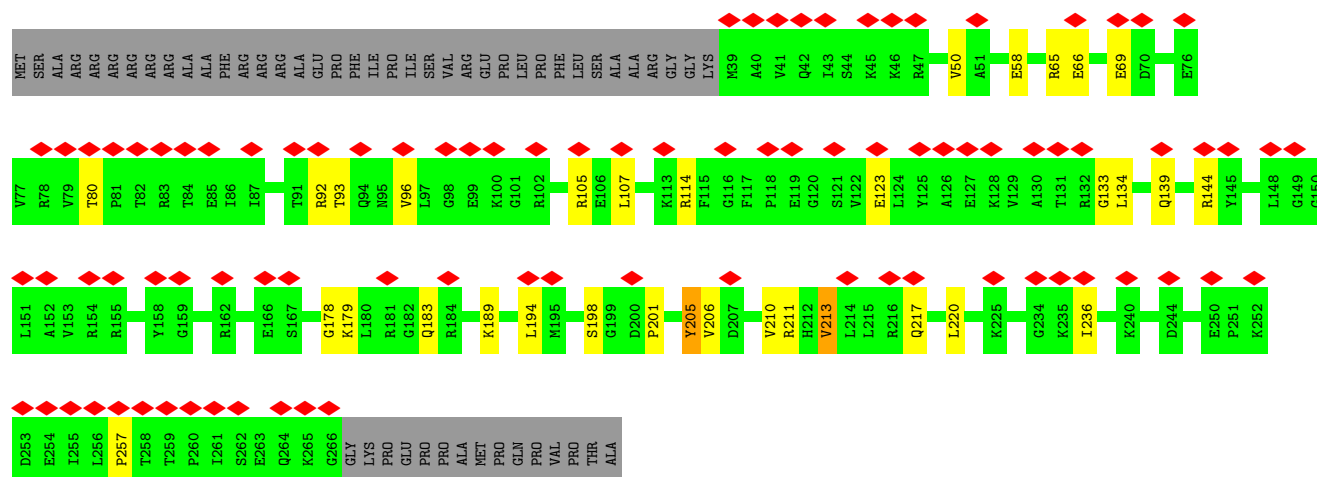 MET SER ALA ARG ARG ARG ARG ARG ARG ARG ALA ALA PHE ARG ARG ARG ALA GLU PRO PHE ILE PRO ILE SER VAL ARG GLU PRO LEU PRO PHE LEU SER ALA ALA ARG GLY GLY LYS M39 A40 V41 Q42 I43 S44 K45 K46 R47 V50 A51 E58 R65 E66 E69 D70 E76
V77 R78 V79 T80 P81 T82 R83 T84 E85 I86 I87 T91 R92 T93 Q94 N95 V96 L97 G98 E99 K100 G101 R102 R105 E106 L107 K113 R114 F115 G116 F117 P118 E119 G120 S121 V122 E123 L124 Y125 A126 E127 K128 V129 A130 T131 R132 G133 L134 Q139 R144 Y145 L148 G149 G150
L151 A152 V153 R154 R155 Y158 G159 R162 E166 S167 G178 K179 L180 R181 G182 Q183 R184 K189 L194 M195 S198 G199 D200 P201 Y205 V206 D207 V210 R211 H212 V213 L214 L215 R216 Q217 L220 K225 G234 K235 I236 K240 D244 E250 P251 K252
D253 E254 I255 L256 P257 T258 T259 P260 I261 S262 E263 Q264 K265 G266 GLY LYS PRO GLU PRO PRO ALA MET PRO GLN PRO VAL PRO THR ALA